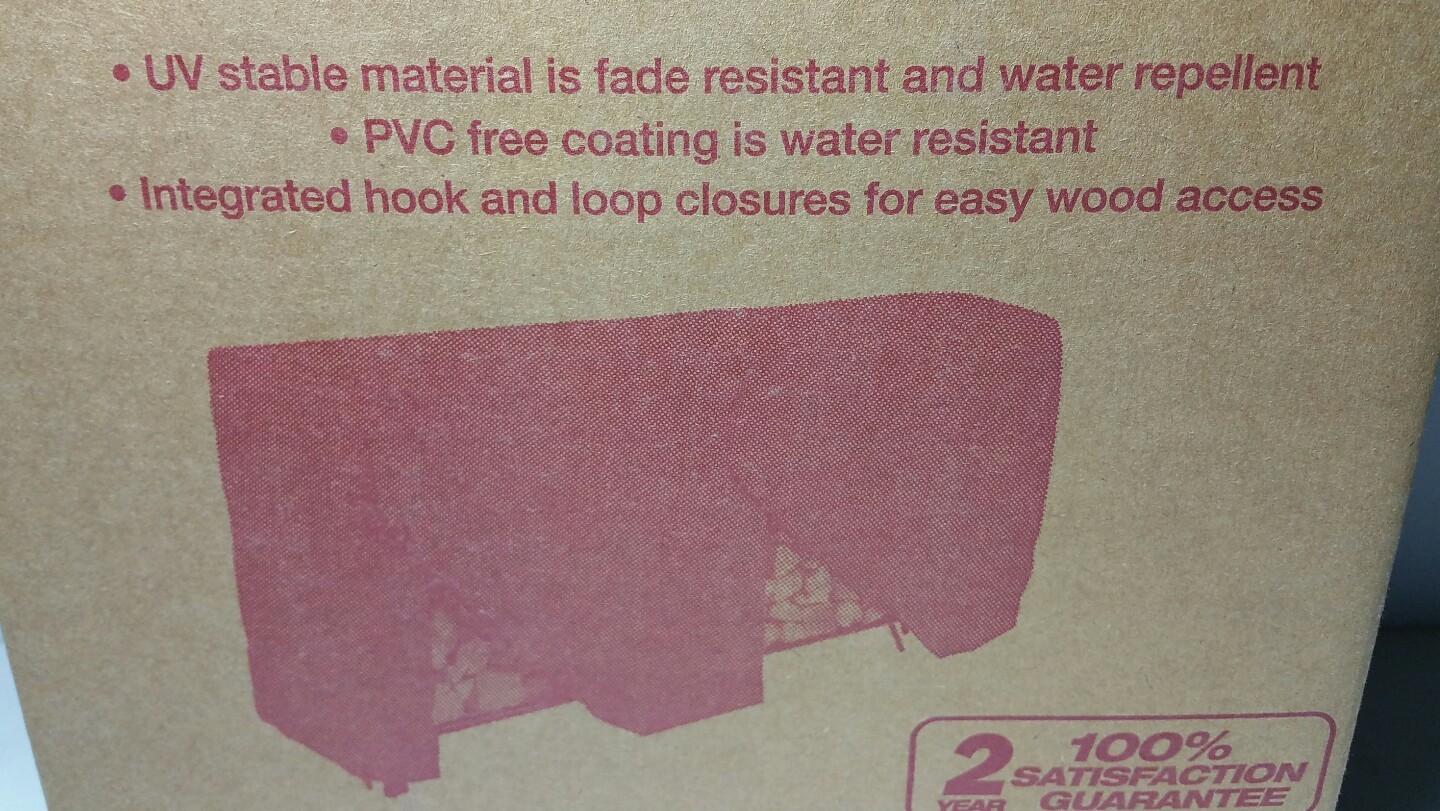 • UV stable material is fade resistant and water repellent
• PVC free coating is water resistant
• Integrated hook and loop closures for easy wood access
2 YEAR
100%
SATISFACTION
GUARANTEE